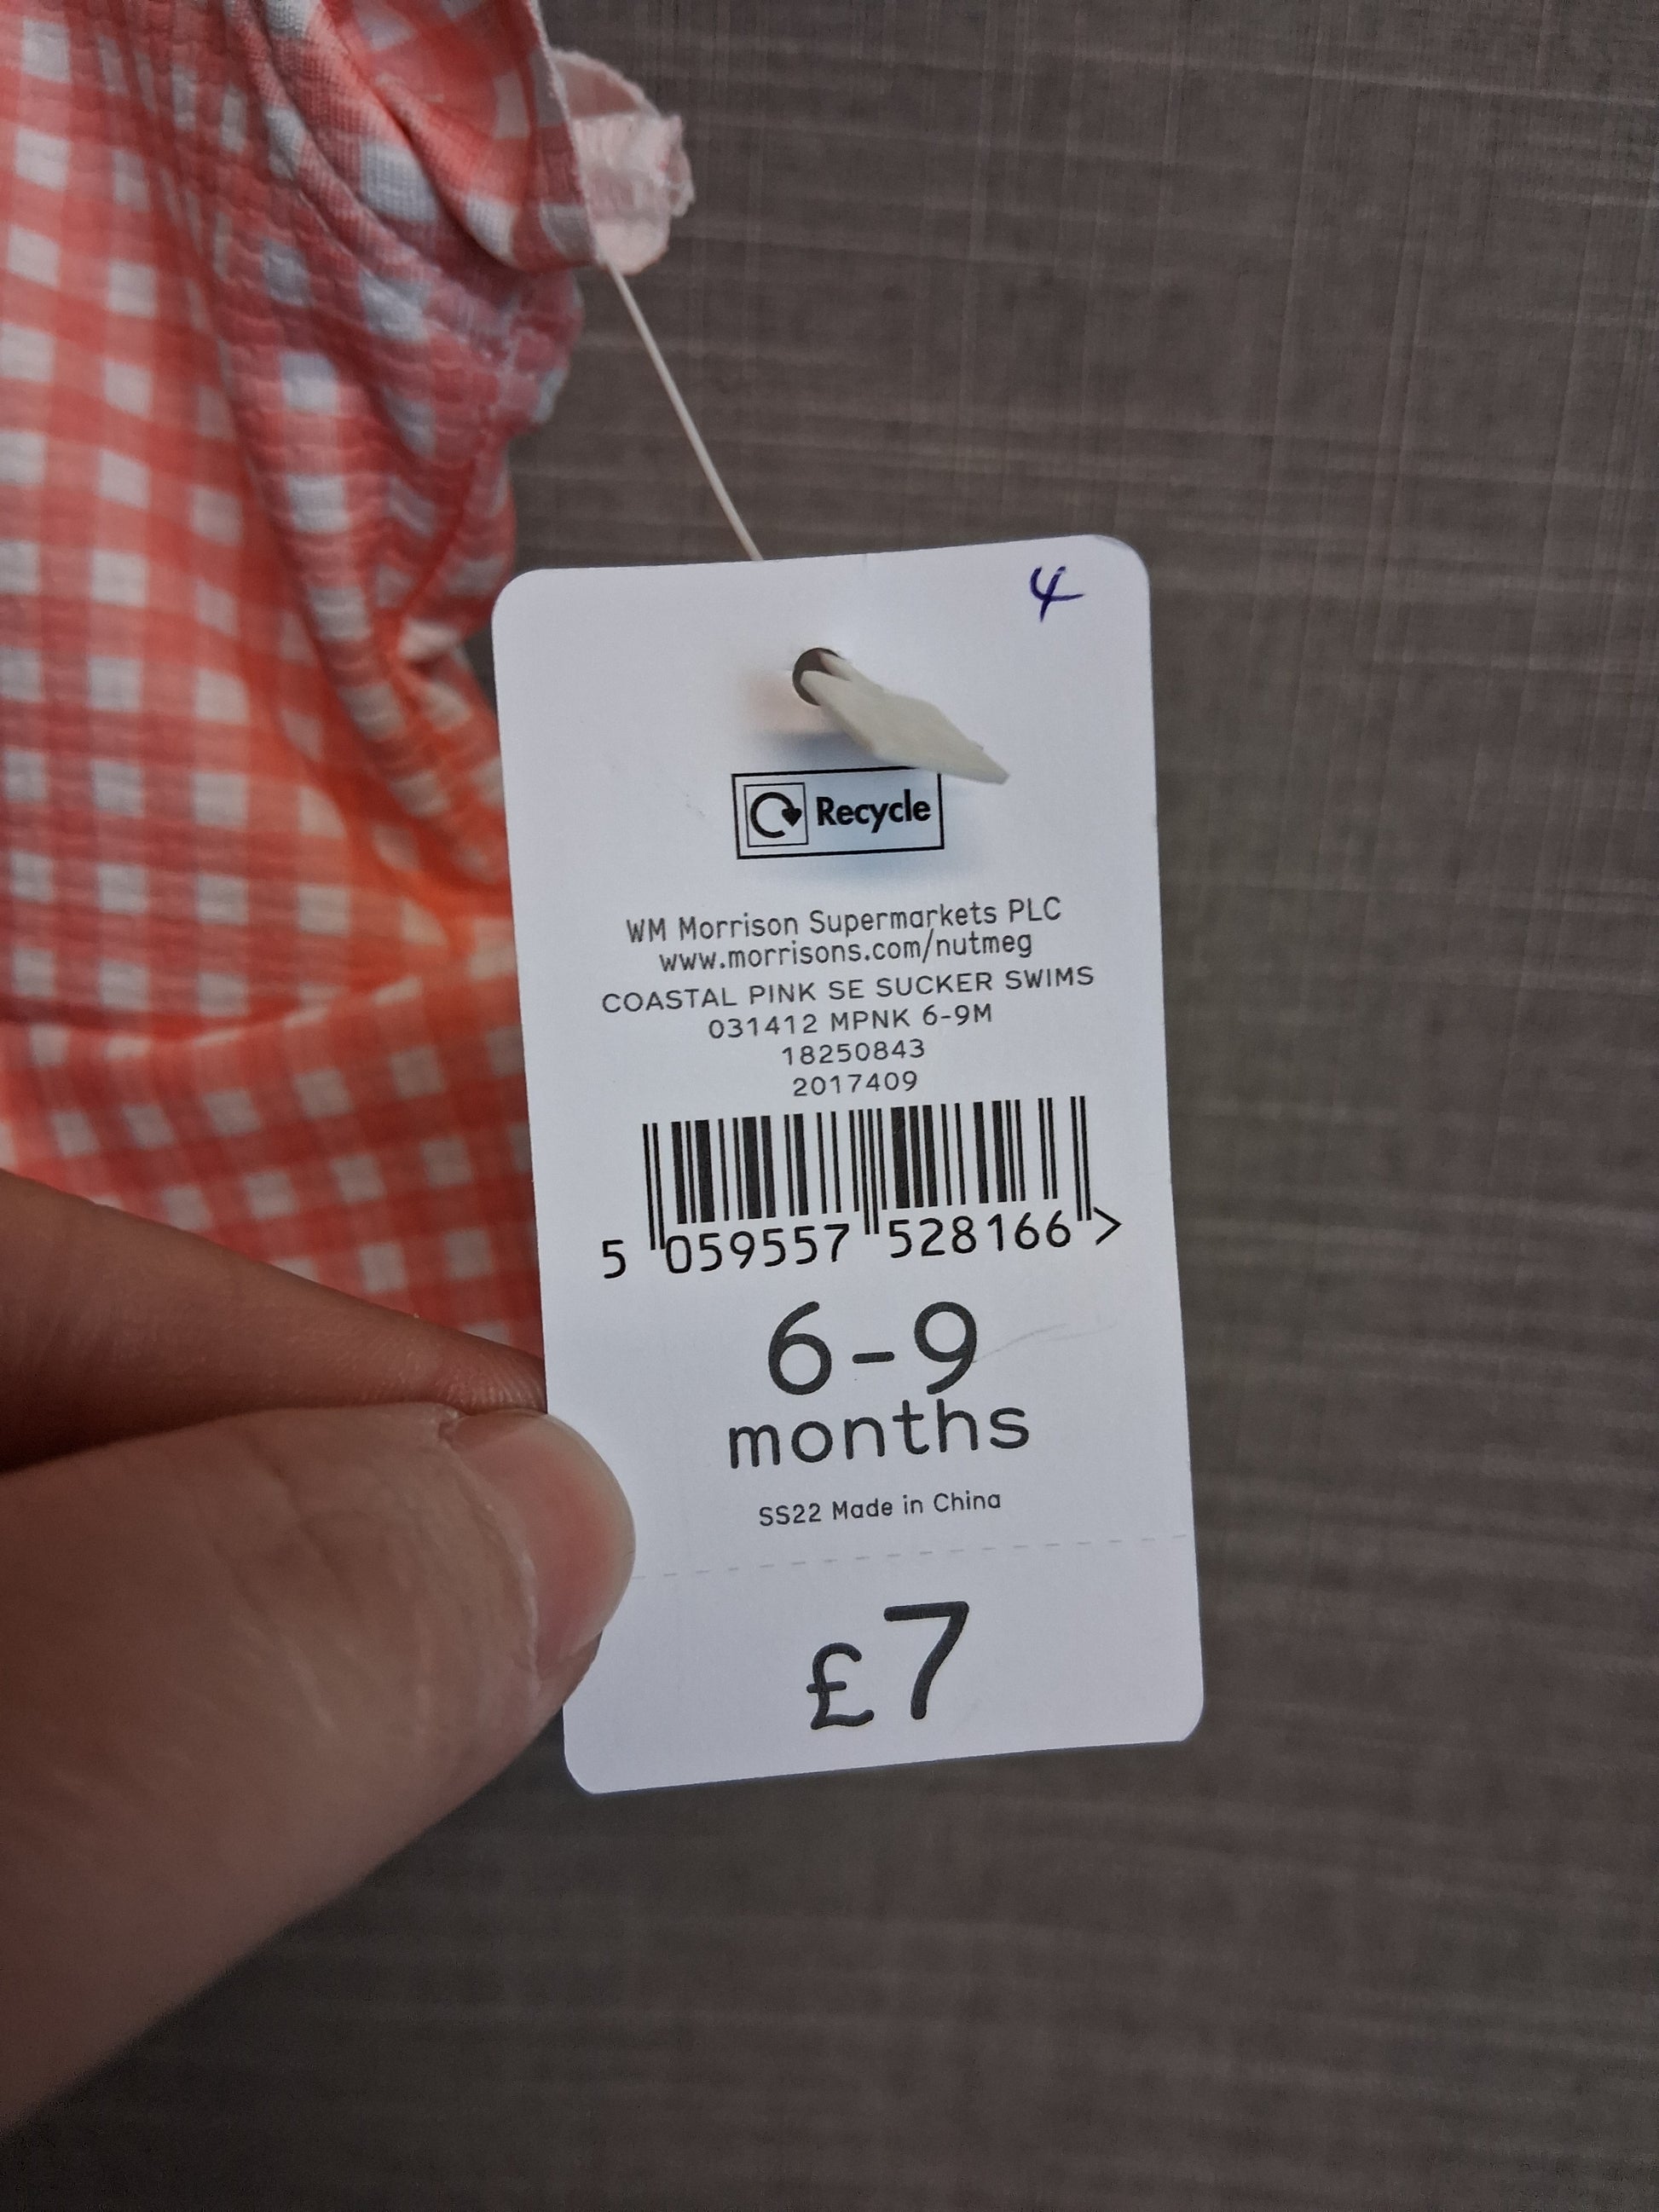 4
Recycle
WM Morrison Supermarkets PLC
www.morrisons.com/nutmeg
COASTAL PINK SE SUCKER SWIMS
031412 MPNK 6-9M
18250843
2017409
5 059557 528166 >
6-9
months
SS22 Made in China
£7